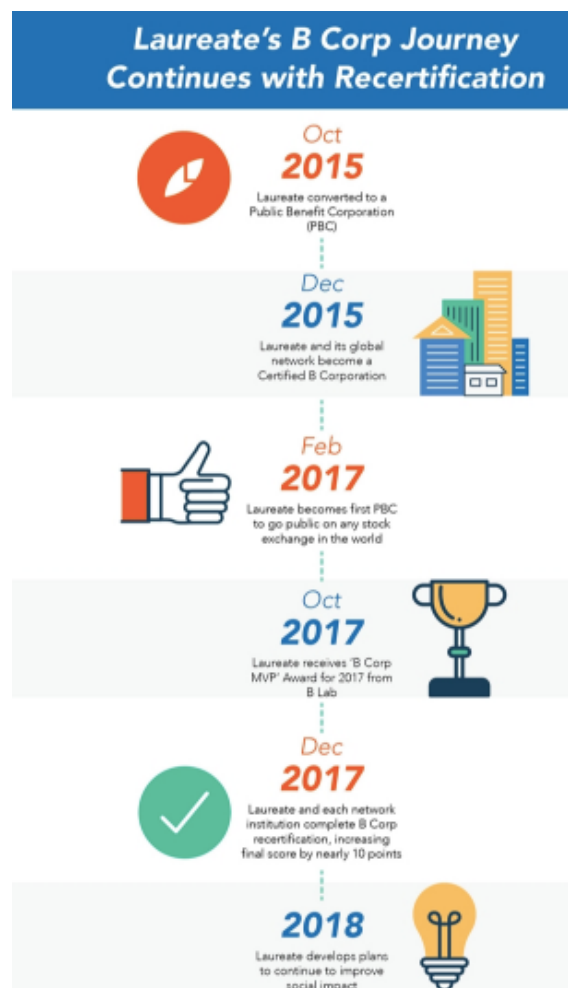 Laureate's B Corp Journey
Continues with Recertification
Oct
2015
Laureate converted to a
Public Benefit Corporation
(PBC)
Dec
2015
Laureate and its global
network become a
Certified B Corporation
Feb
2017
Laureate becomes first PBC
to go public on any stock
exchange in the world
Oct
2017
Laureate receives 'B Corp
MVP' Award for 2017 from
B Lab
Dec
2017
Laureate and each network
institution complete B Corp
recertification, increasing
final score by nearly 10 points
2018
Laureate develops plans
to continue to improve
social impact